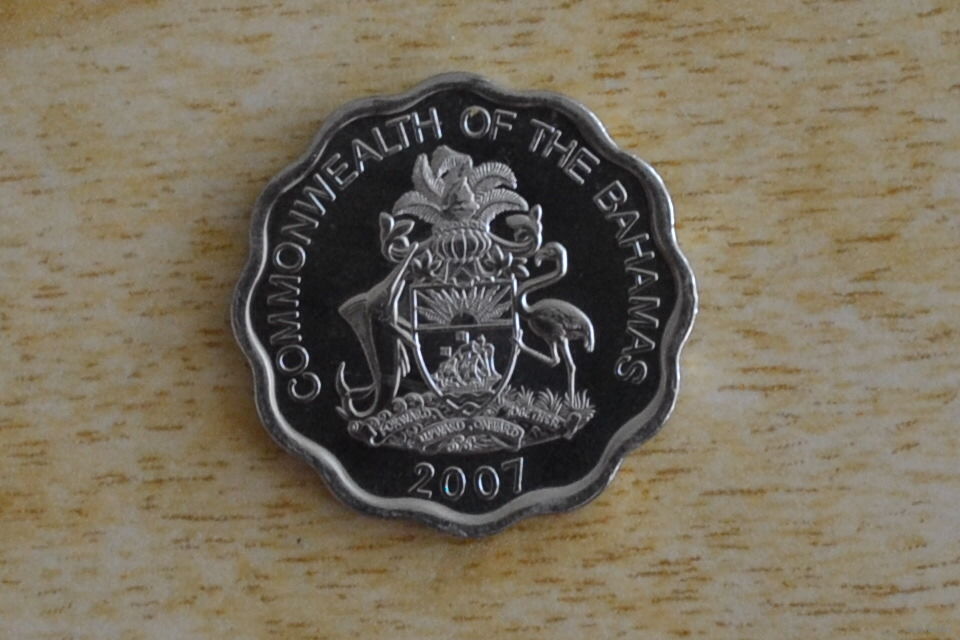 COMMONWEALTH OF THE BAHAMAS
FORWARD UPWARD, ONWARD TOGETHER
2007